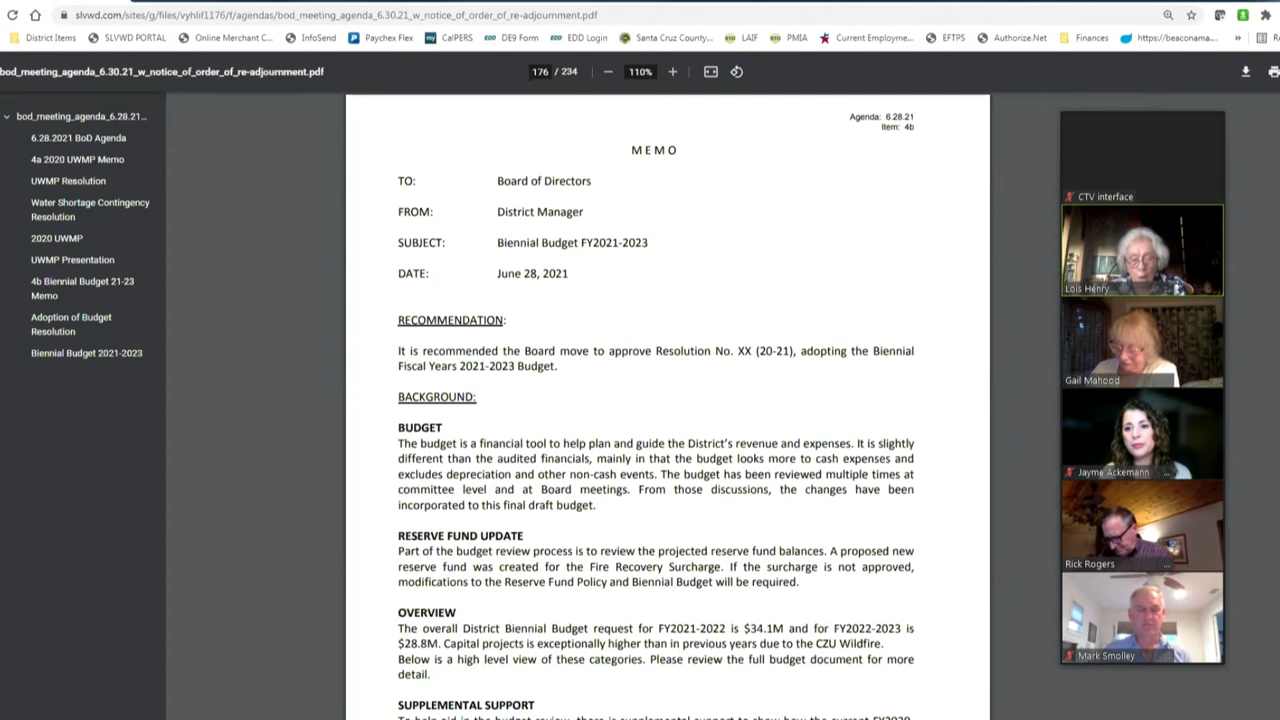 slvwd.com/sites/g/files/vyhlif1176/f/agendas/bod_meeting_agenda_6.30.21_w_notice_of_order_of_re-adjournment.pdf
District Items SLVWD PORTAL Online Merchant C... InfoSend Paychex Flex CalPERS DE9 Form EDD Login Santa Cruz County... LAIF PMIA Current Employme... EFTPS Authorize.Net Finances https://beaconama... »
bod_meeting_agenda_6.30.21_w_notice_of_order_of_re-adjournment.pdf
176 / 234
110%
bod_meeting_agenda_6.28.21...
6.28.2021 BoD Agenda
4a 2020 UWMP Memo
UWMP Resolution
Water Shortage Contingency
Resolution
2020 UWMP
UWMP Presentation
4b Biennial Budget 21-23
Memo
Adoption of Budget
Resolution
Biennial Budget 2021-2023
Agenda: 6.28.21
Item: 4b
MEMO
TO: Board of Directors
FROM: District Manager
SUBJECT: Biennial Budget FY2021-2023
DATE: June 28, 2021
RECOMMENDATION:
It is recommended the Board move to approve Resolution No. XX (20-21), adopting the Biennial
Fiscal Years 2021-2023 Budget.
BACKGROUND:
BUDGET
The budget is a financial tool to help plan and guide the District's revenue and expenses. It is slightly
different than the audited financials, mainly in that the budget looks more to cash expenses and
excludes depreciation and other non-cash events. The budget has been reviewed multiple times at
committee level and at Board meetings. From those discussions, the changes have been
incorporated to this final draft budget.
RESERVE FUND UPDATE
Part of the budget review process is to review the projected reserve fund balances. A proposed new
reserve fund was created for the Fire Recovery Surcharge. If the surcharge is not approved,
modifications to the Reserve Fund Policy and Biennial Budget will be required.
OVERVIEW
The overall District Biennial Budget request for FY2021-2022 is $34.1M and for FY2022-2023 is
$28.8M. Capital projects is exceptionally higher than in previous years due to the CZU Wildfire.
Below is a high level view of these categories. Please review the full budget document for more
detail.
SUPPLEMENTAL SUPPORT
CTV interface
Lois Henry
Gail Mahood
Jayme Ackemann
Rick Rogers
Mark Smolley